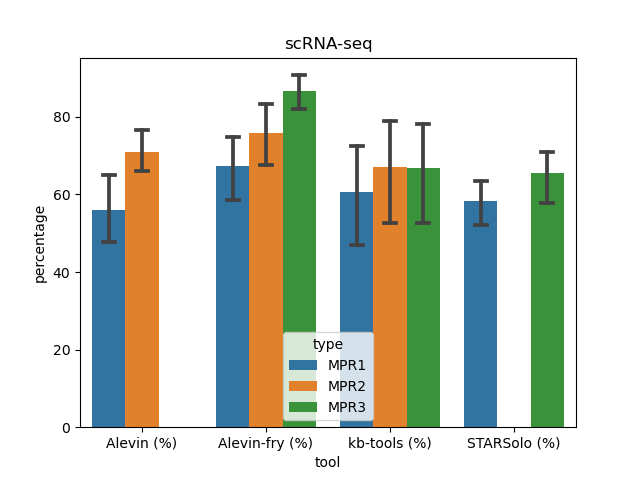 scRNA-seq
percentage
80
60
40
20
0
type
MPR1
MPR2
MPR3
Alevin (%)
Alevin-fry (%)
kb-tools (%)
STARSolo (%)
tool